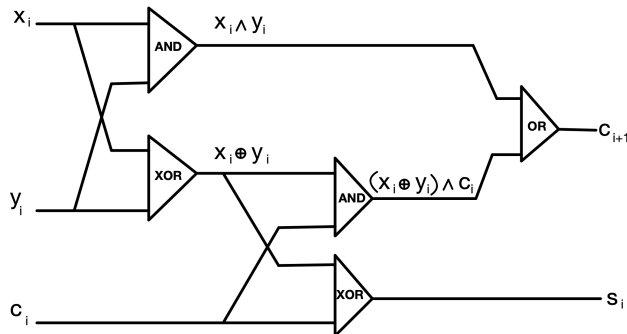 xᵢ
AND
xᵢ ∧ yᵢ
OR
cᵢ₊₁
XOR
xᵢ ⊕ yᵢ
AND
(xᵢ ⊕ yᵢ) ∧ cᵢ
yᵢ
XOR
sᵢ
cᵢ